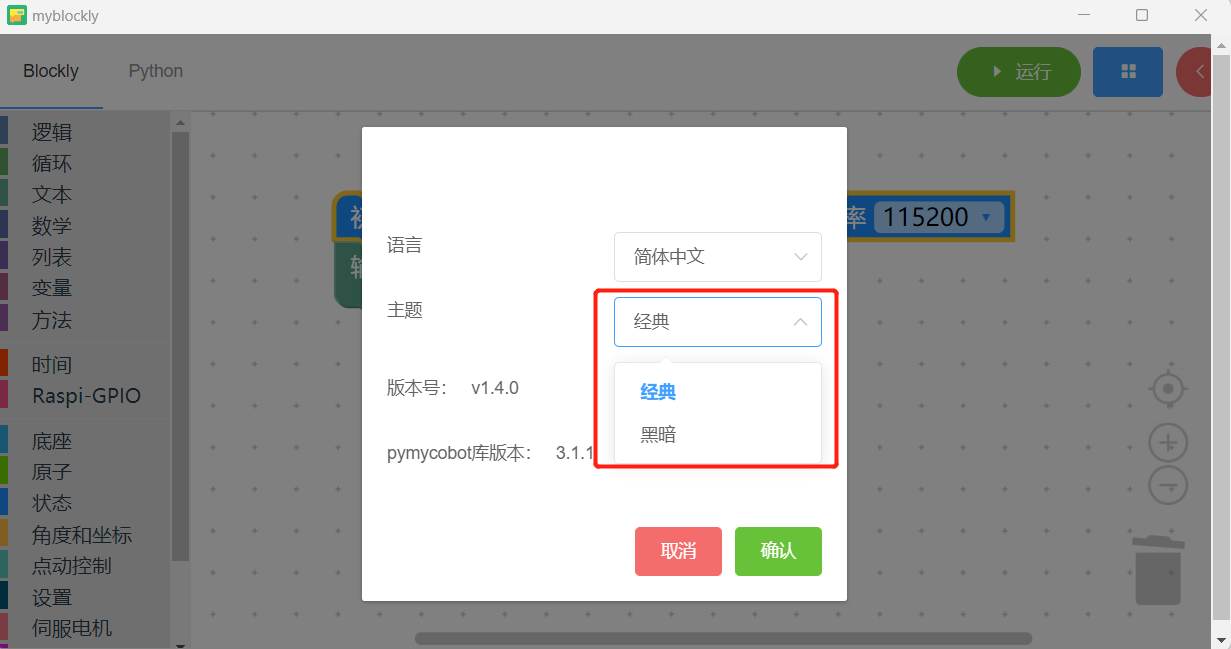 myblockly
Blockly Python 运行
逻辑
循环
文本
数学
列表
变量
方法
时间
Raspi-GPIO
底座
原子
状态
角度和坐标
点动控制
设置
伺服电机
率 115200
语言 简体中文
主题 经典
经典
黑暗
版本号： v1.4.0
pymycobot库版本： 3.1.1
取消 确认